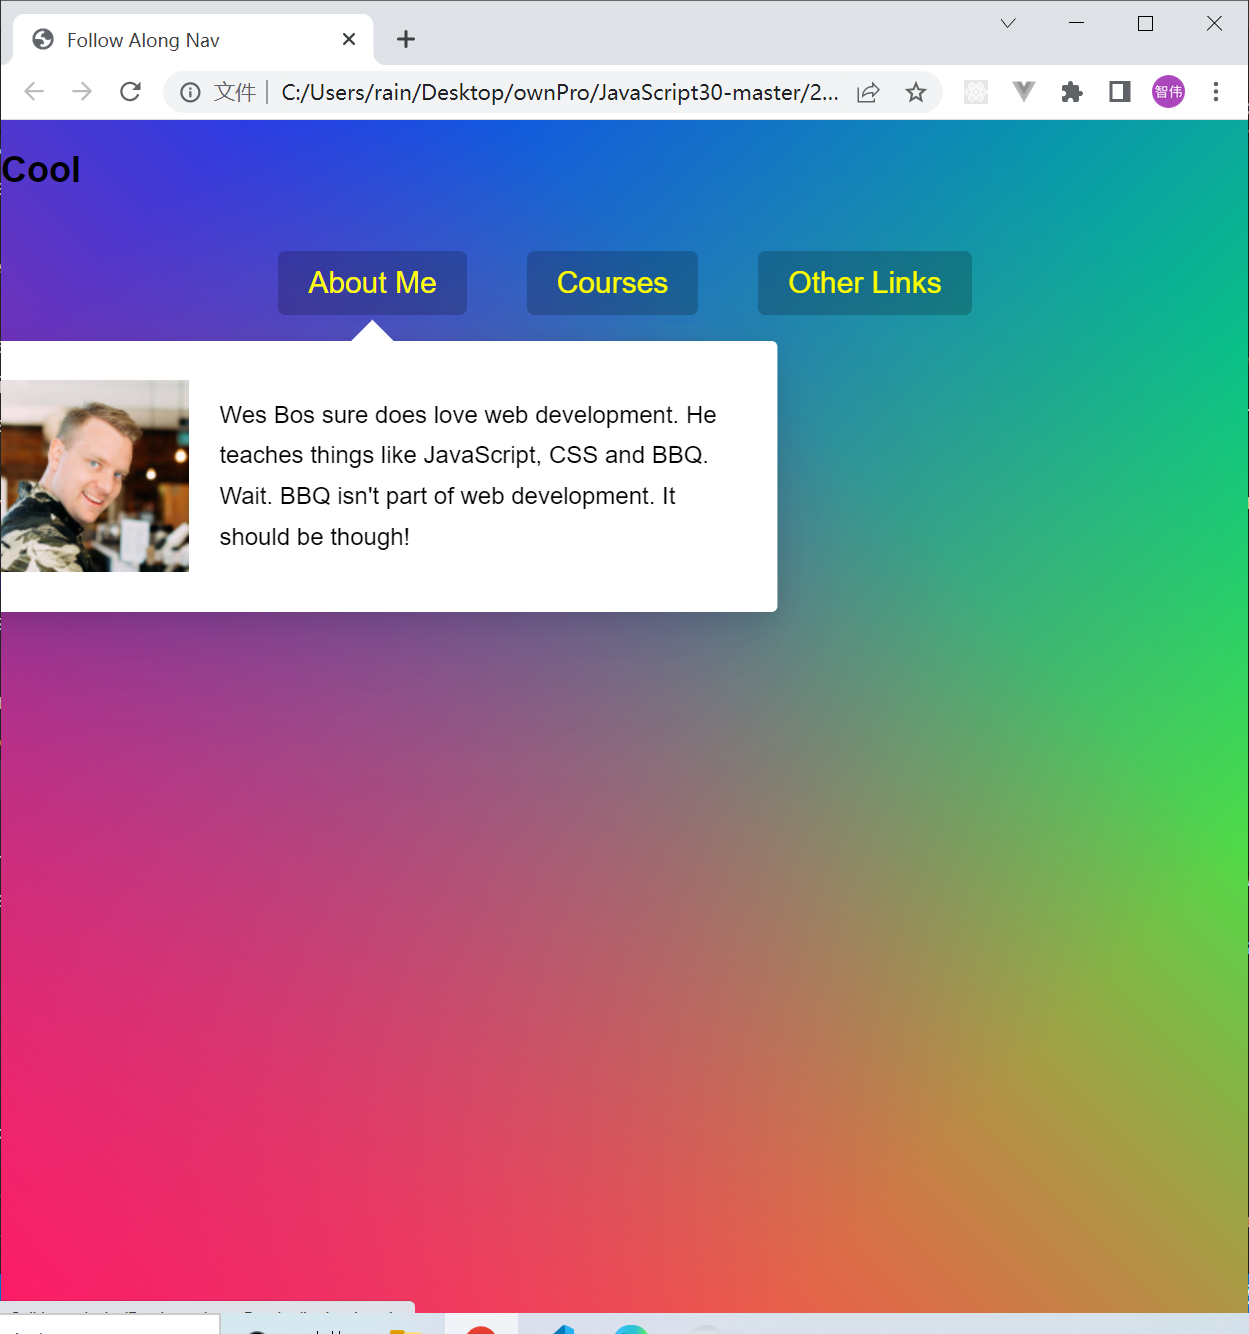 Follow Along Nav
文件
C:/Users/rain/Desktop/ownPro/JavaScript30-master/2...
智伟
Cool
About Me
Courses
Other Links
Wes Bos sure does love web development. He
teaches things like JavaScript, CSS and BBQ.
Wait. BBQ isn't part of web development. It
should be though!